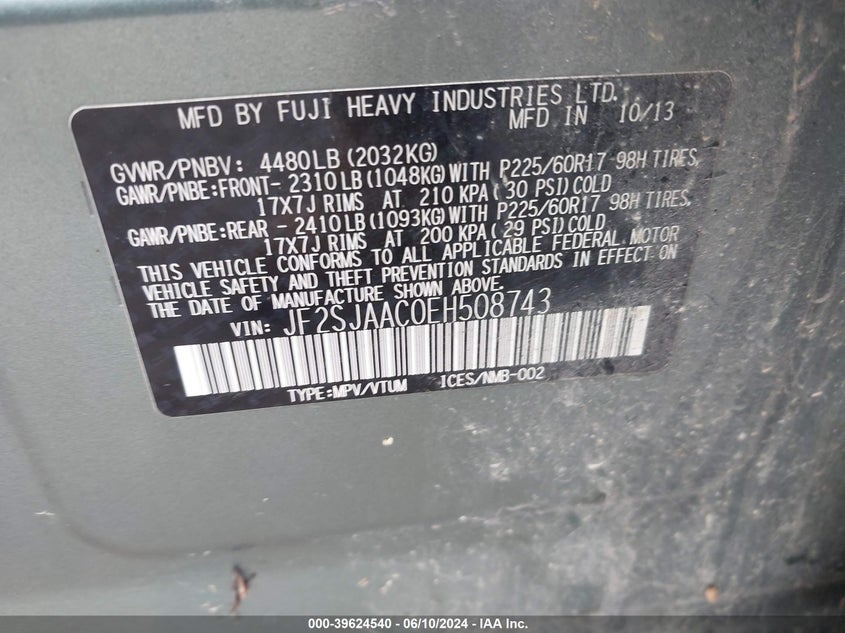 MFD BY FUJI HEAVY INDUSTRIES LTD.
MFD IN 10/13
GVWR/PNBV: 4480LB (2032KG)
GAWR/PNBE:FRONT- 2310LB (1048KG) WITH P225/60R17 98H TIRES,
17X7J RIMS AT 210 KPA ( 30 PSI) COLD
GAWR/PNBE:REAR - 2410LB (1093KG) WITH P225/60R17 98H TIRES,
17X7J RIMS AT 200 KPA ( 29 PSI) COLD
THIS VEHICLE CONFORMS TO ALL APPLICABLE FEDERAL MOTOR
VEHICLE SAFETY AND THEFT PREVENTION STANDARDS IN EFFECT ON
THE DATE OF MANUFACTURE SHOWN ABOVE.
VIN: JF2SJAAC0EH508743
TYPE:MPV/VTUM ICES/NMB-002
000-39624540 - 06/10/2024 - IAA Inc.